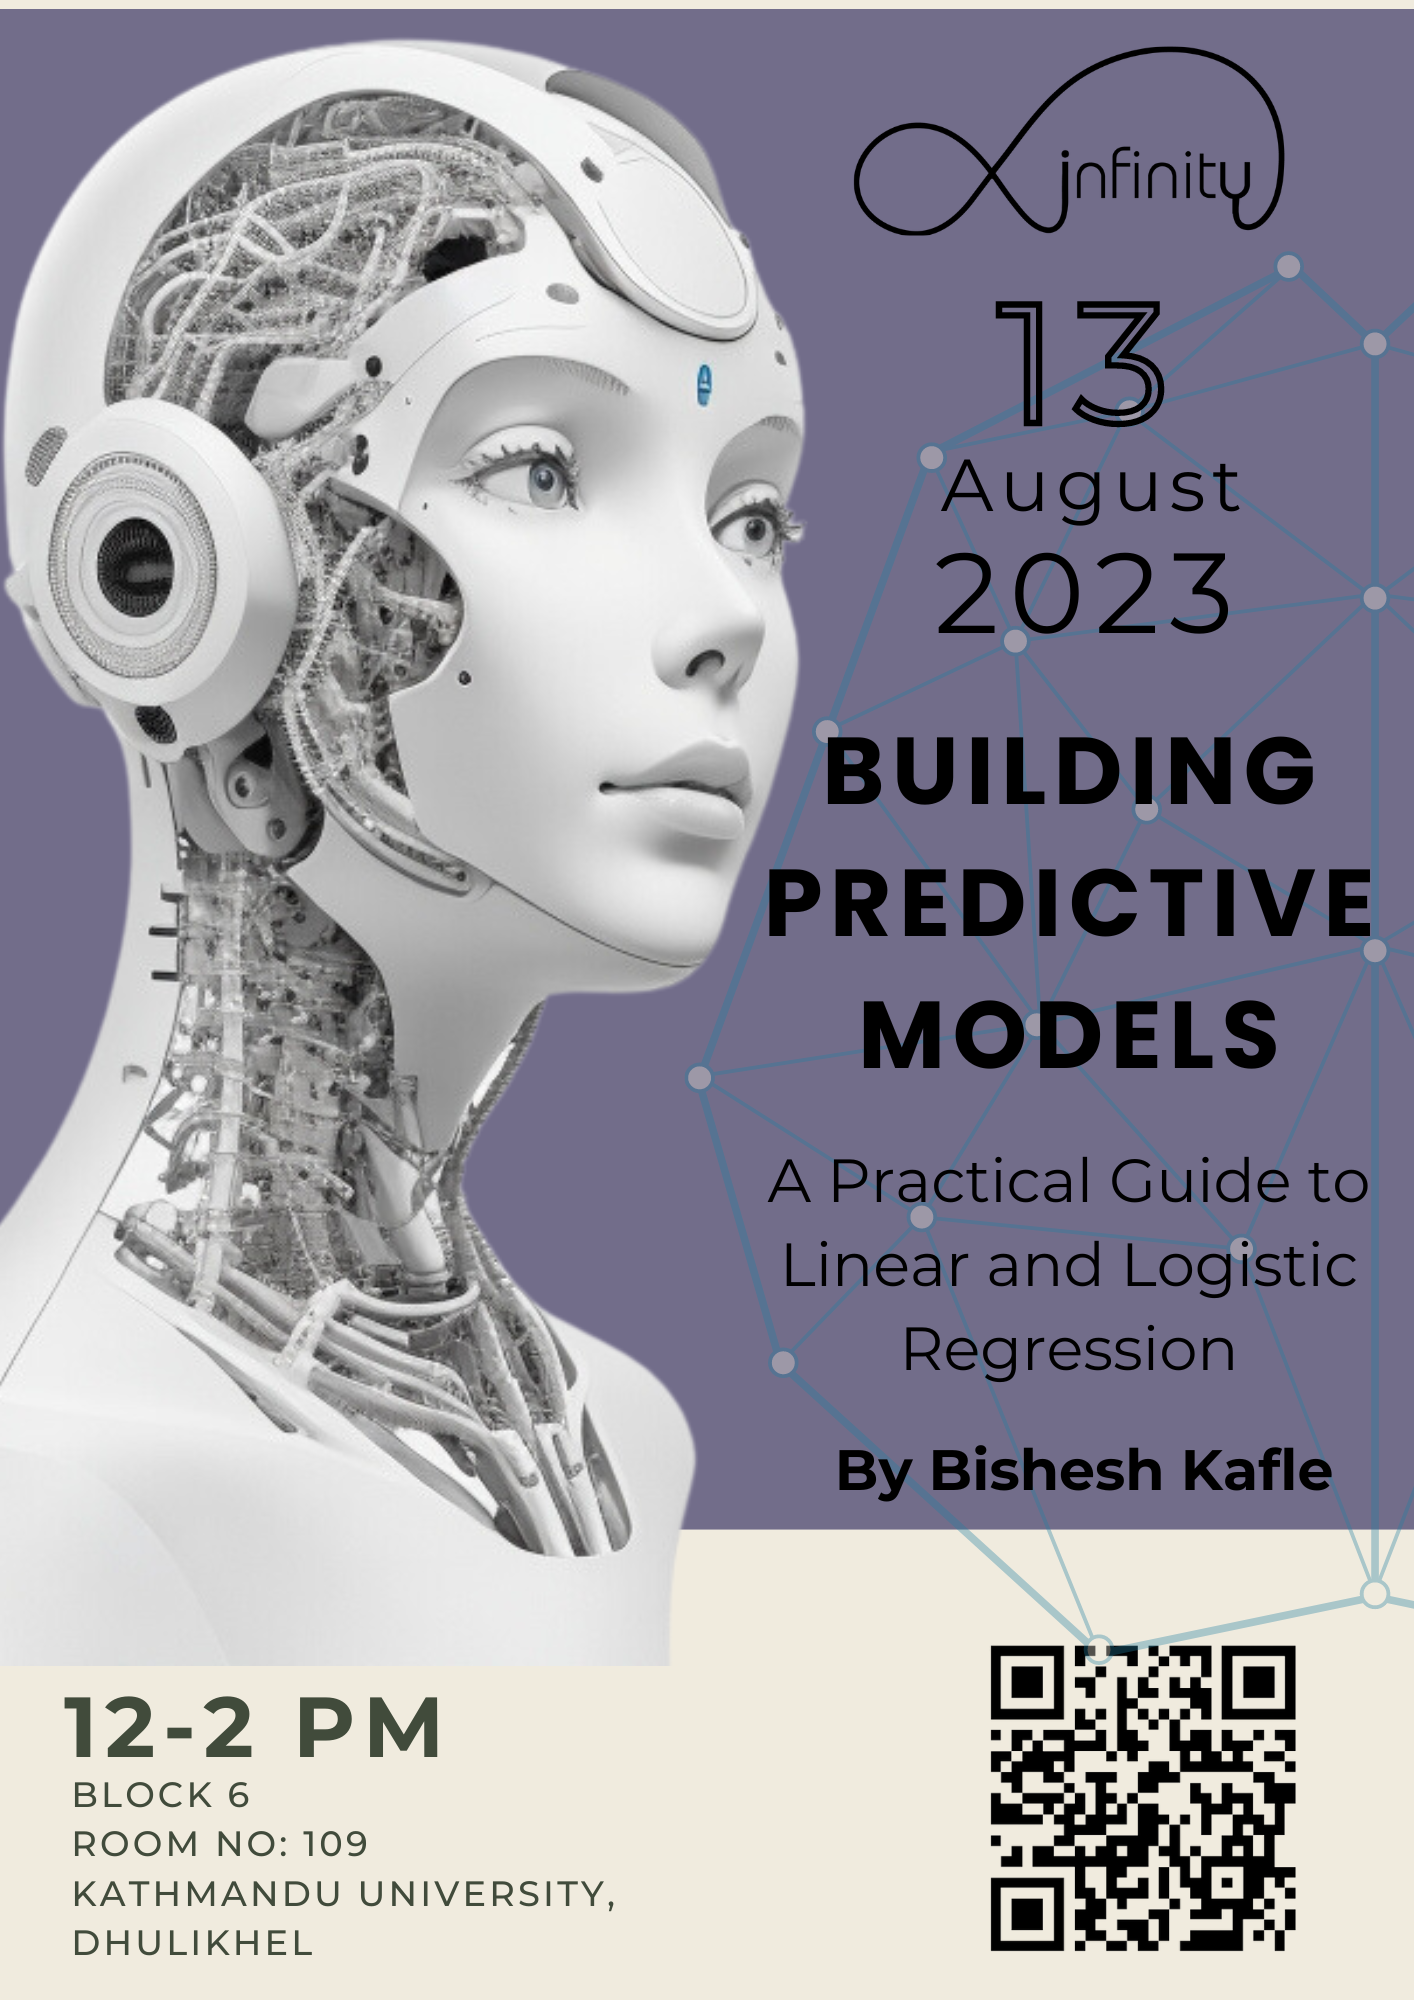 infinity
13
August
2023
BUILDING
PREDICTIVE
MODELS
A Practical Guide to
Linear and Logistic
Regression
By Bishesh Kafle
12-2 PM
BLOCK 6
ROOM NO: 109
KATHMANDU UNIVERSITY,
DHULIKHEL